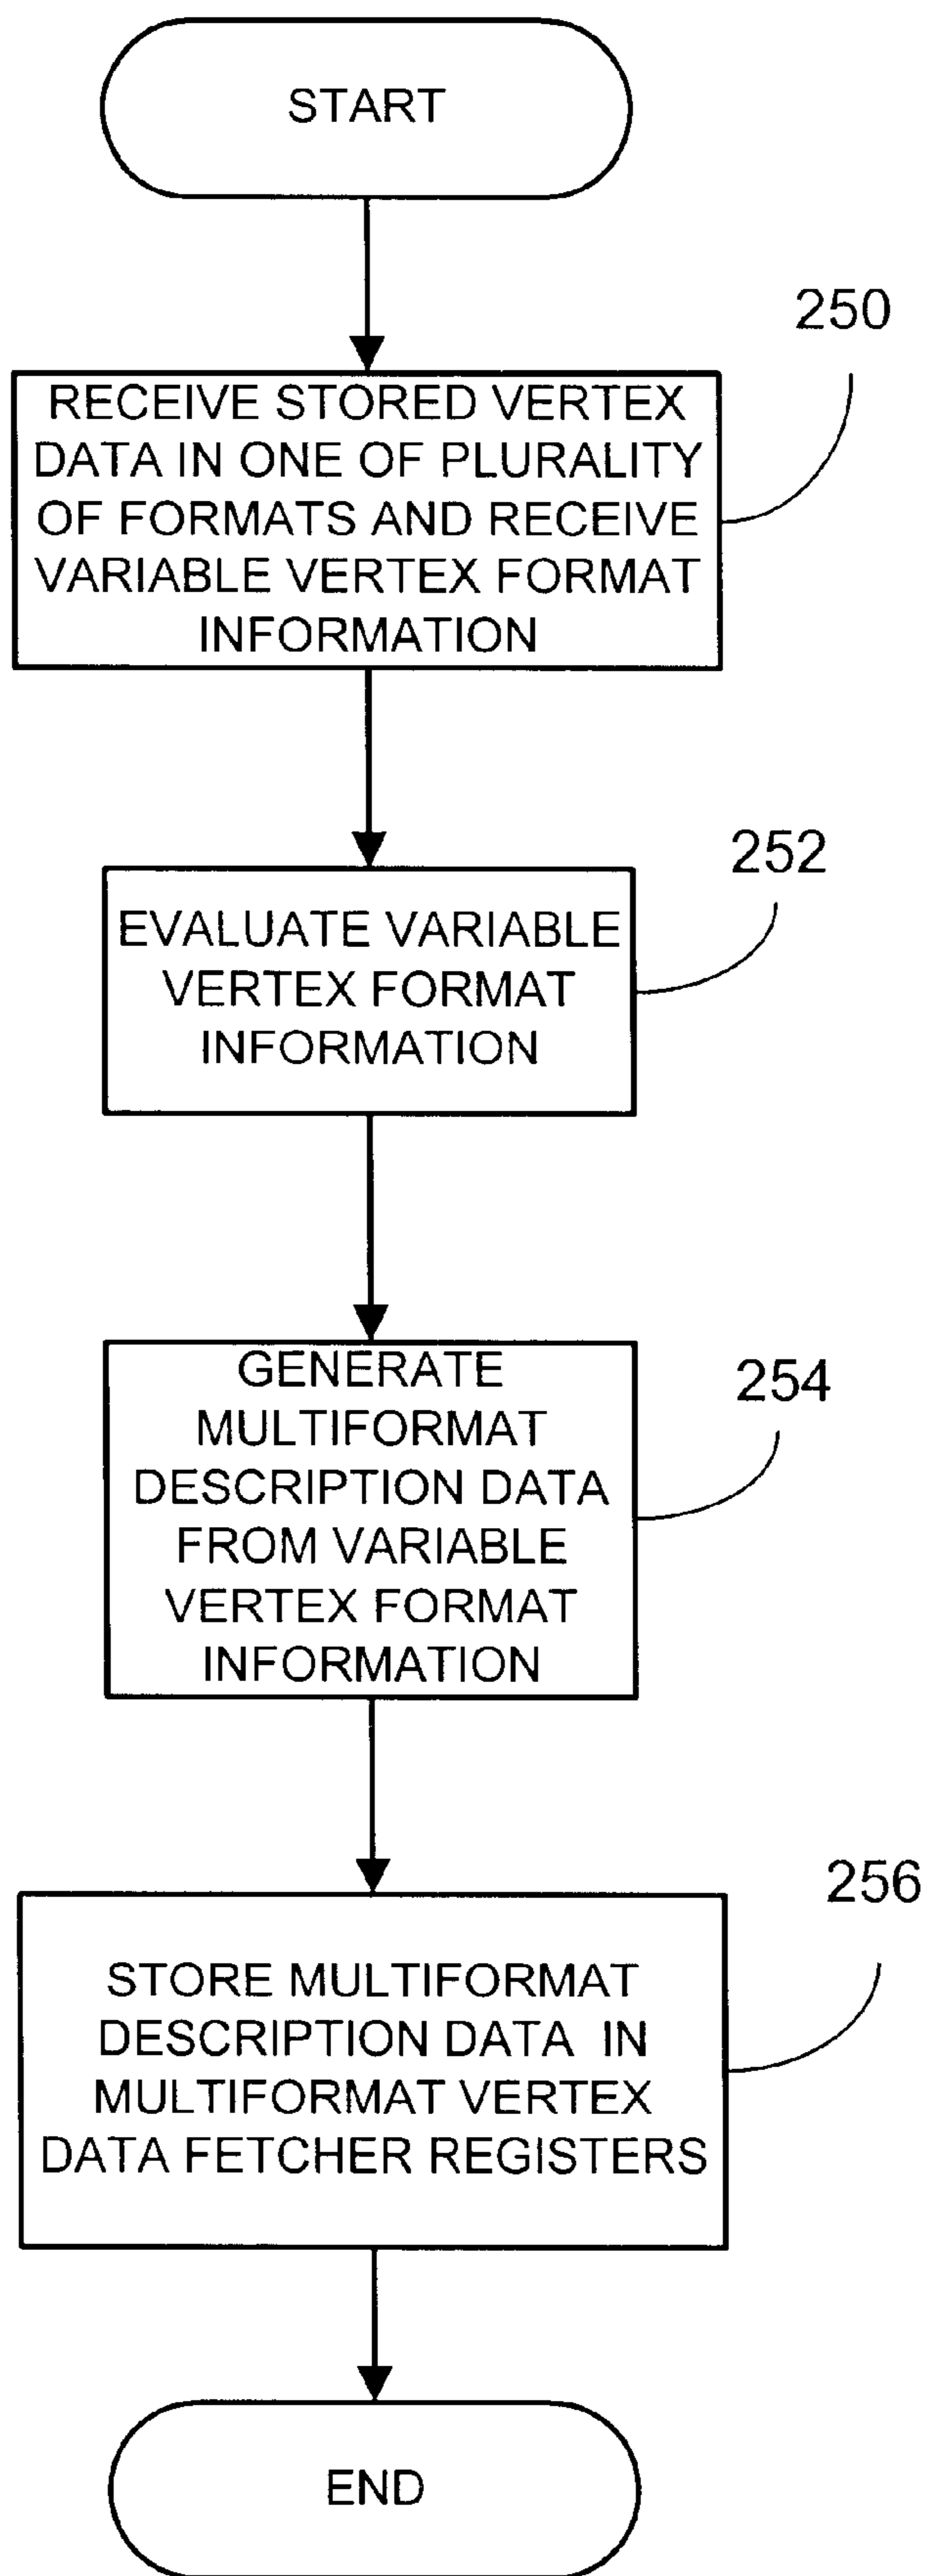 START
250
RECEIVE STORED VERTEX
DATA IN ONE OF PLURALITY
OF FORMATS AND RECEIVE
VARIABLE VERTEX FORMAT
INFORMATION
252
EVALUATE VARIABLE
VERTEX FORMAT
INFORMATION
254
GENERATE
MULTIFORMAT
DESCRIPTION DATA
FROM VARIABLE
VERTEX FORMAT
INFORMATION
256
STORE MULTIFORMAT
DESCRIPTION DATA IN
MULTIFORMAT VERTEX
DATA FETCHER REGISTERS
END